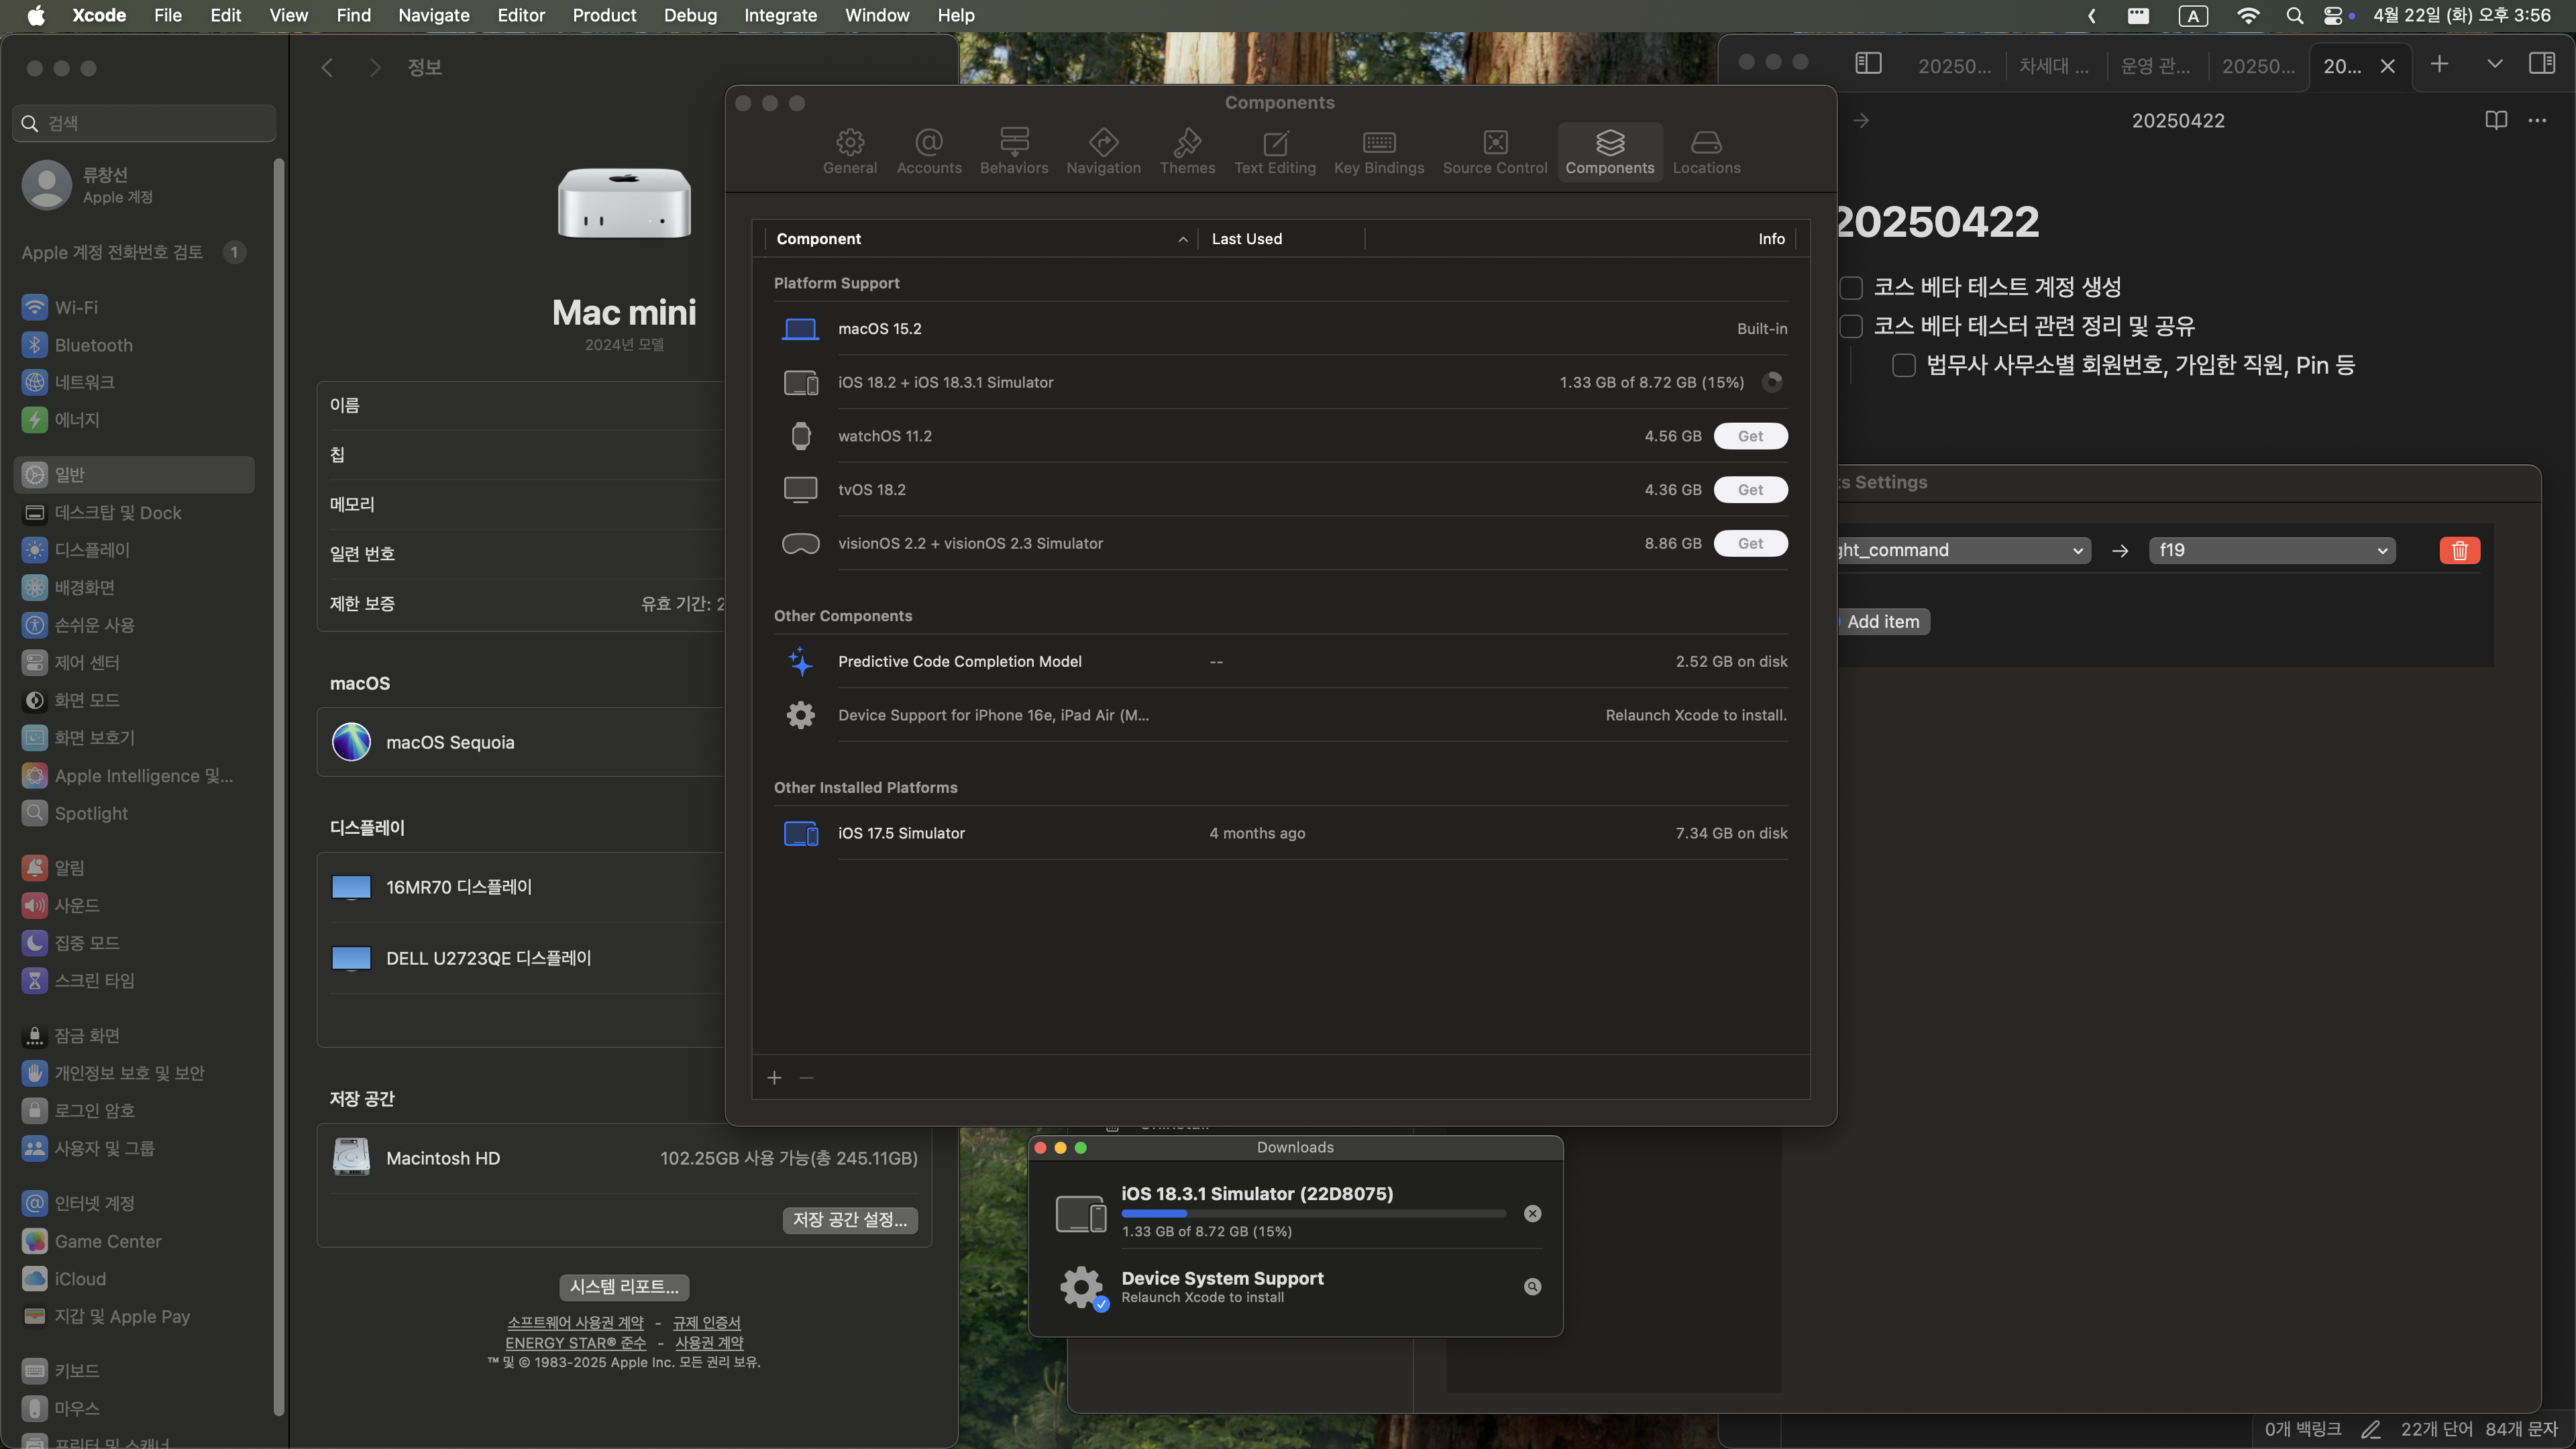 Xcode File Edit View Find Navigate Editor Product Debug Integrate Window Help
A 4월 22일 (화) 오후 3:56
검색
류창선
Apple 계정
Apple 계정 전화번호 검토 1
Wi-Fi
Bluetooth
네트워크
에너지
일반
데스크탑 및 Dock
디스플레이
배경화면
손쉬운 사용
제어 센터
화면 모드
화면 보호기
Apple Intelligence 및...
Spotlight
알림
사운드
집중 모드
스크린 타임
잠금 화면
개인정보 보호 및 보안
로그인 암호
사용자 및 그룹
인터넷 계정
Game Center
iCloud
지갑 및 Apple Pay
키보드
마우스
프린터 및 스캐너
정보
Mac mini
2024년 모델
이름
칩
메모리
일련 번호
제한 보증 유효 기간: 2
macOS
macOS Sequoia
디스플레이
16MR70 디스플레이
DELL U2723QE 디스플레이
저장 공간
Macintosh HD 102.25GB 사용 가능(총 245.11GB)
저장 공간 설정...
시스템 리포트...
소프트웨어 사용권 계약 - 규제 인증서
ENERGY STAR® 준수 - 사용권 계약
™ 및 © 1983-2025 Apple Inc. 모든 권리 보유.
Components
General Accounts Behaviors Navigation Themes Text Editing Key Bindings Source Control Components Locations
Component Last Used Info
Platform Support
macOS 15.2 Built-in
iOS 18.2 + iOS 18.3.1 Simulator 1.33 GB of 8.72 GB (15%)
watchOS 11.2 4.56 GB Get
tvOS 18.2 4.36 GB Get
visionOS 2.2 + visionOS 2.3 Simulator 8.86 GB Get
Other Components
Predictive Code Completion Model -- 2.52 GB on disk
Device Support for iPhone 16e, iPad Air (M... Relaunch Xcode to install.
Other Installed Platforms
iOS 17.5 Simulator 4 months ago 7.34 GB on disk
Downloads
iOS 18.3.1 Simulator (22D8075)
1.33 GB of 8.72 GB (15%)
Device System Support
Relaunch Xcode to install
20250... 차세대 ... 운영 관... 20250... 20...
20250422
20250422
코스 베타 테스트 계정 생성
코스 베타 테스터 관련 정리 및 공유
법무사 사무소별 회원번호, 가입한 직원, Pin 등
s Settings
ght_command → f19
Add item
0개 백링크 22개 단어 84개 문자